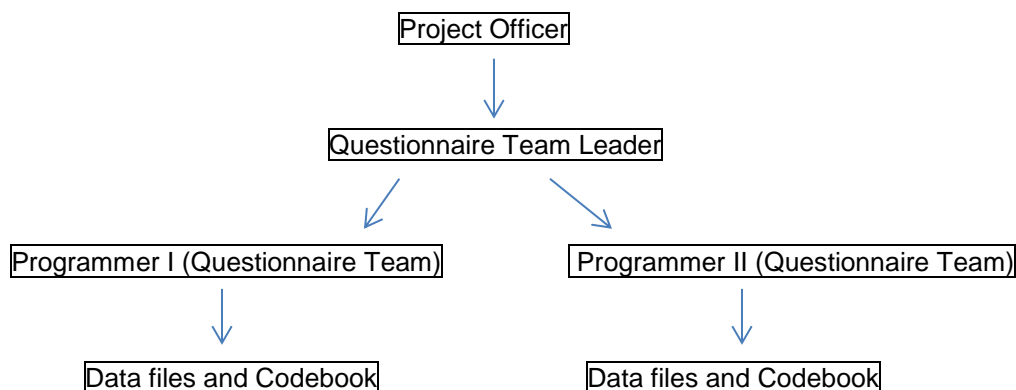 Project Officer
Questionnaire Team Leader
Programmer I (Questionnaire Team)
Programmer II (Questionnaire Team)
Data files and Codebook
Data files and Codebook